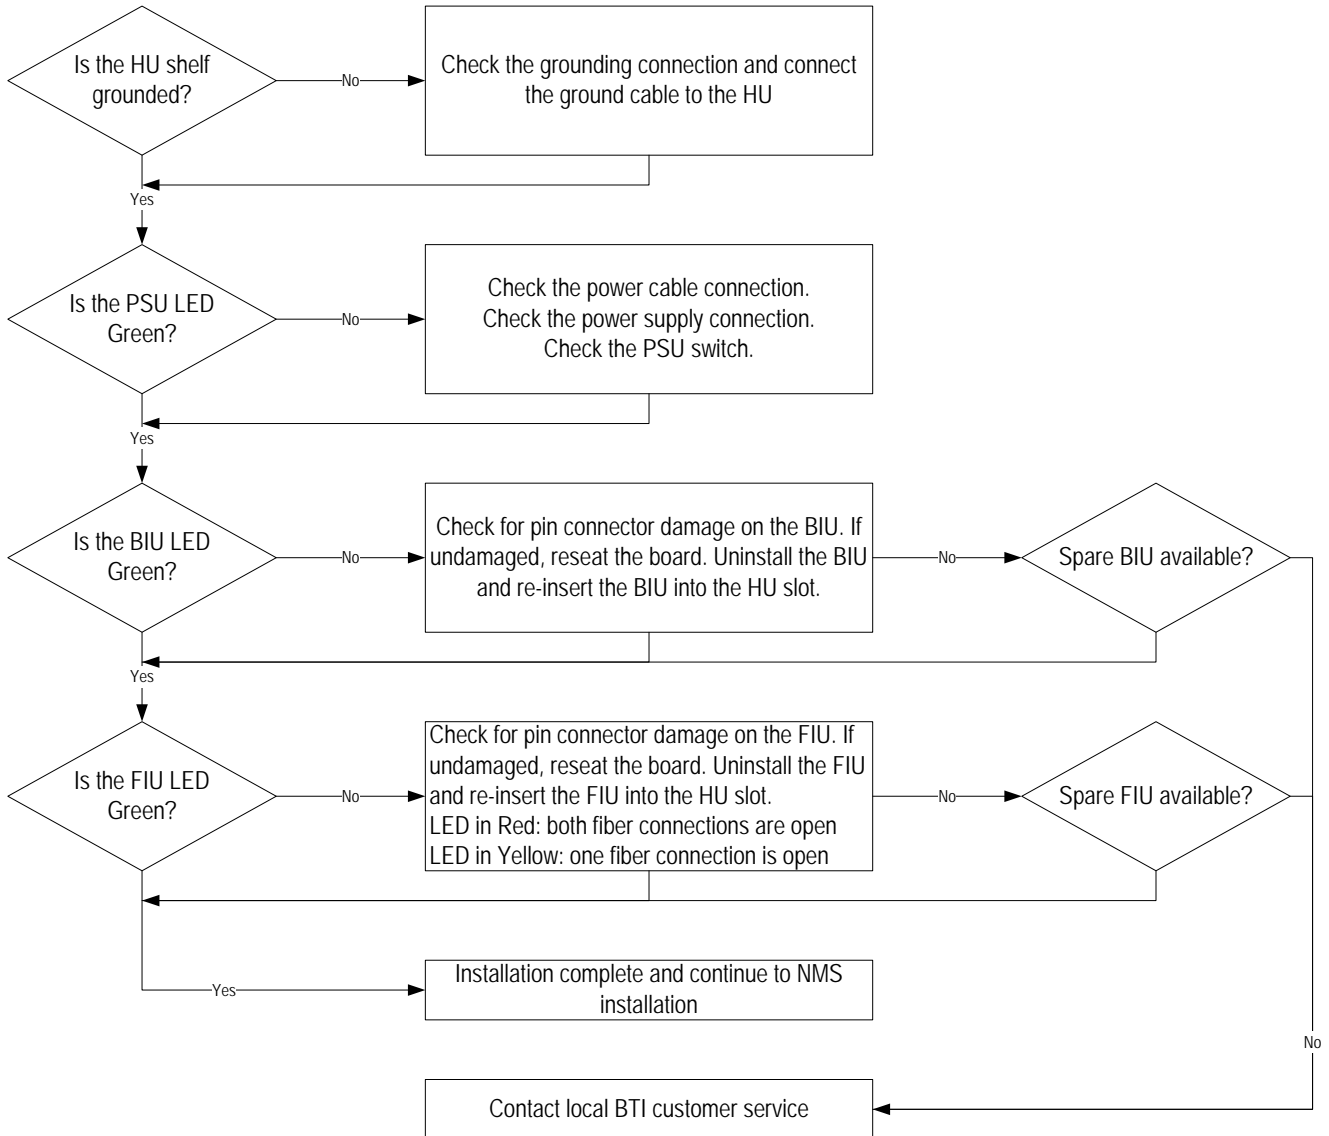 Is the HU shelf
grounded?
No
Check the grounding connection and connect
the ground cable to the HU
Yes
Is the PSU LED
Green?
No
Check the power cable connection.
Check the power supply connection.
Check the PSU switch.
Yes
Is the BIU LED
Green?
No
Check for pin connector damage on the BIU. If
undamaged, reseat the board. Uninstall the BIU
and re-insert the BIU into the HU slot.
No
Spare BIU available?
Yes
Is the FIU LED
Green?
No
Check for pin connector damage on the FIU. If
undamaged, reseat the board. Uninstall the FIU
and re-insert the FIU into the HU slot.
LED in Red: both fiber connections are open
LED in Yellow: one fiber connection is open
No
Spare FIU available?
Yes
Installation complete and continue to NMS
installation
No
Contact local BTI customer service